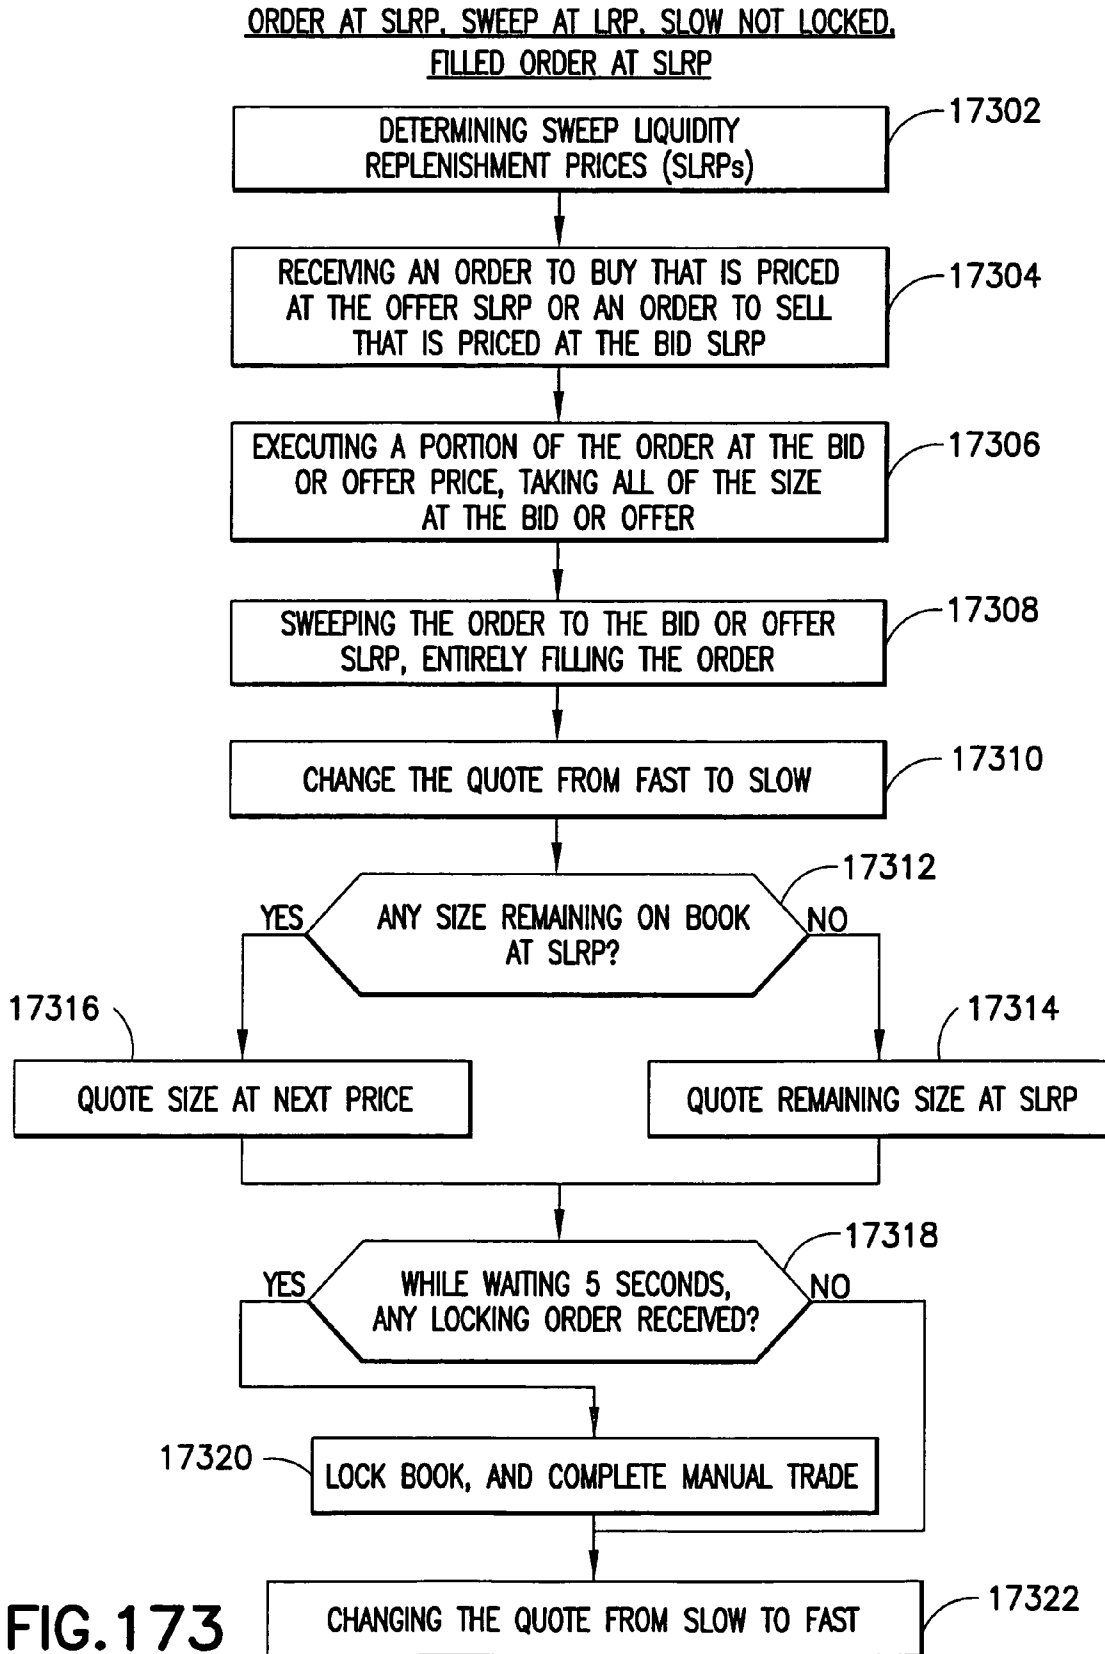 ORDER AT SLRP, SWEEP AT LRP, SLOW NOT LOCKED,
FILLED ORDER AT SLRP
17302
DETERMINING SWEEP LIQUIDITY
REPLENISHMENT PRICES (SLRPs)
17304
RECEIVING AN ORDER TO BUY THAT IS PRICED
AT THE OFFER SLRP OR AN ORDER TO SELL
THAT IS PRICED AT THE BID SLRP
17306
EXECUTING A PORTION OF THE ORDER AT THE BID
OR OFFER PRICE, TAKING ALL OF THE SIZE
AT THE BID OR OFFER
17308
SWEEPING THE ORDER TO THE BID OR OFFER
SLRP, ENTIRELY FILLING THE ORDER
17310
CHANGE THE QUOTE FROM FAST TO SLOW
17312
YES
ANY SIZE REMAINING ON BOOK
AT SLRP?
NO
17316
17314
QUOTE SIZE AT NEXT PRICE
QUOTE REMAINING SIZE AT SLRP
17318
YES
WHILE WAITING 5 SECONDS,
ANY LOCKING ORDER RECEIVED?
NO
17320
LOCK BOOK, AND COMPLETE MANUAL TRADE
17322
CHANGING THE QUOTE FROM SLOW TO FAST
FIG.173